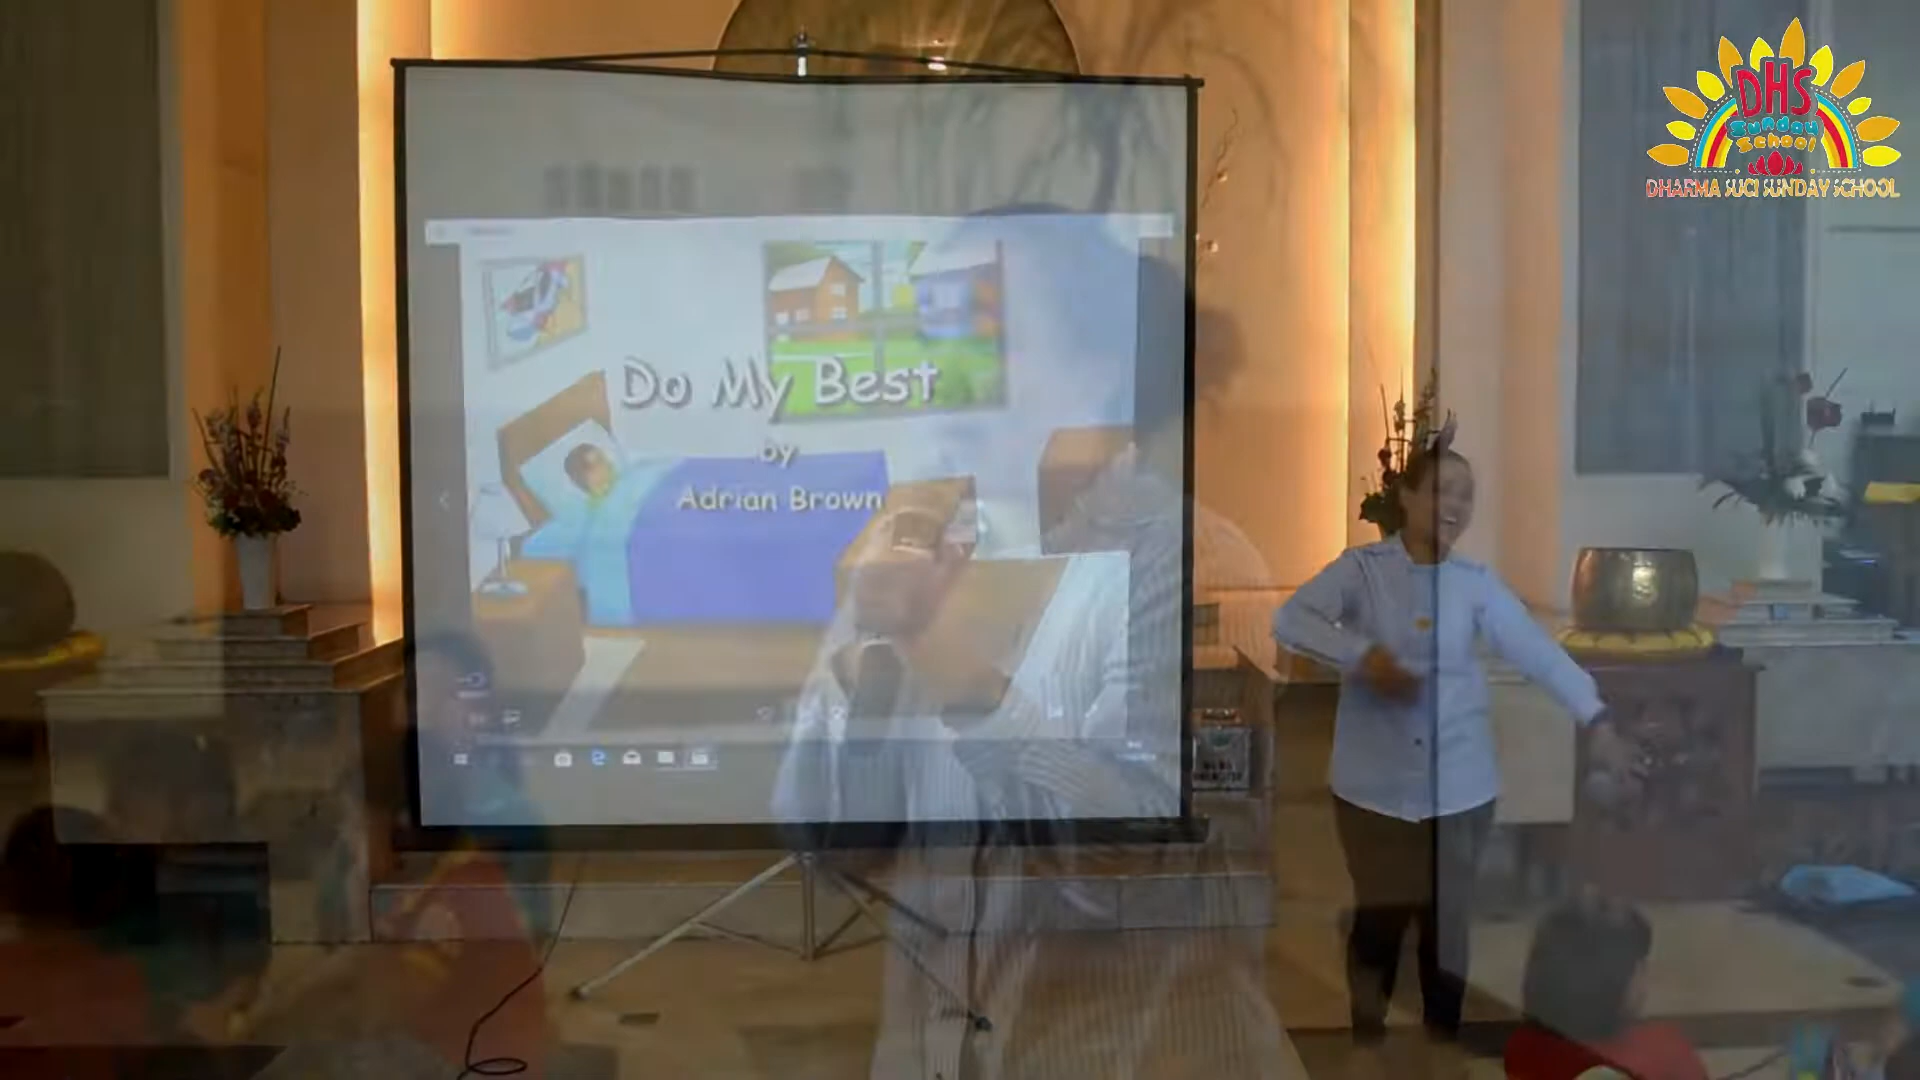 DHS
Sunday
School
DHARMA SUCI SUNDAY SCHOOL
Do My Best
by
Adrian Brown